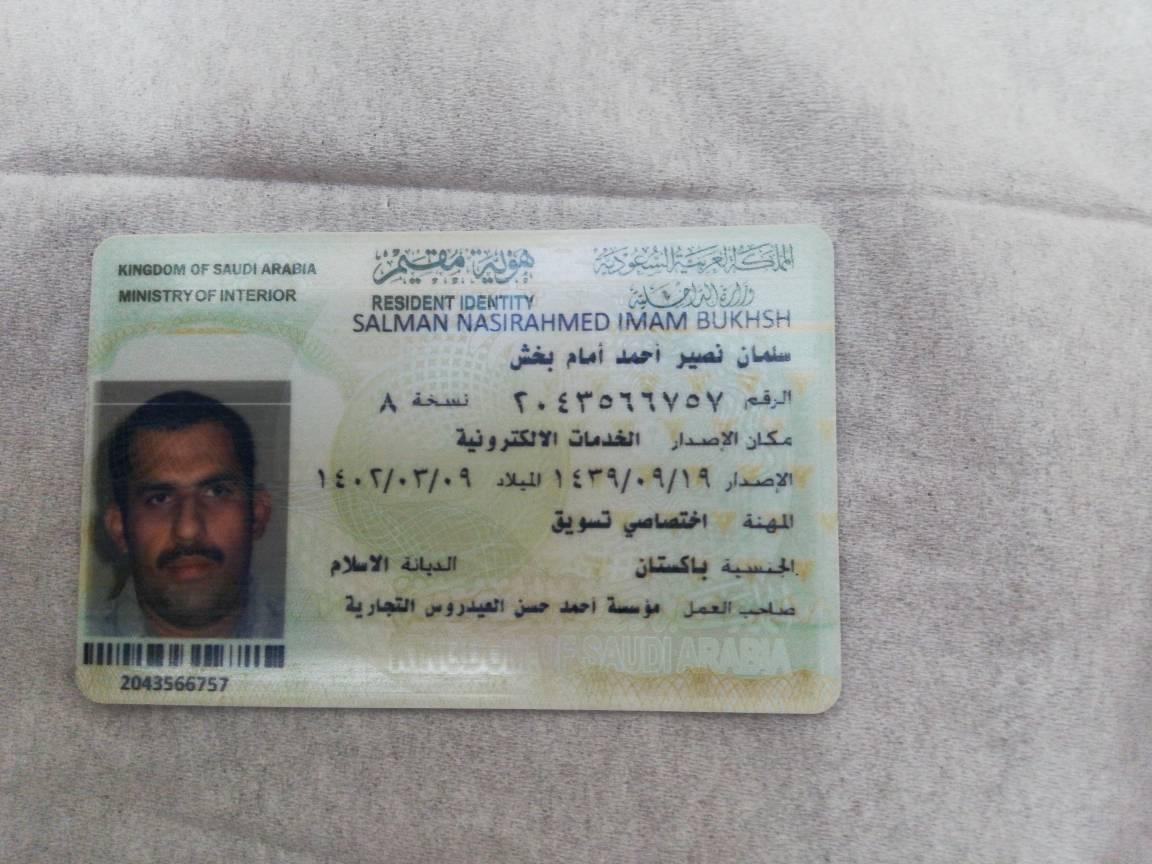 KINGDOM OF SAUDI ARABIA
MINISTRY OF INTERIOR
هوية مقيم
RESIDENT IDENTITY
المملكة العربية السعودية
وزارة الداخلية
SALMAN NASIRAHMED IMAM BUKHSH
سلمان نصير احمد أمام بخش
الرقم ٢٠٤٣٥٦٦٧٥٧ نسخة ٨
مكان الإصدار الخدمات الالكترونية
الإصدار ١٤٣٩/٠٩/١٩ الميلاد ١٤٠٢/٠٣/٠٩
المهنة اختصاصي تسويق
الجنسية باكستان الديانة الاسلام
صاحب العمل مؤسسة أحمد حسن العيدروس التجارية
KINGDOM OF SAUDI ARABIA
2043566757